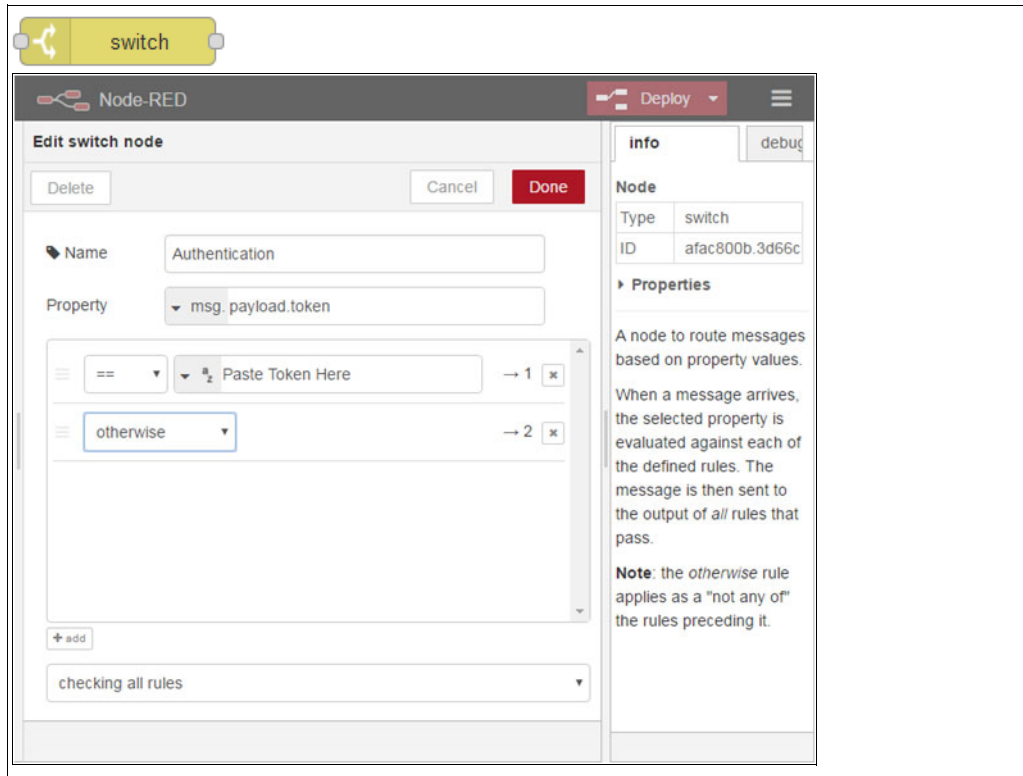 switch
Node-RED
Deploy
Edit switch node
Delete
Cancel
Done
Name
Authentication
Property
msg. payload.token
==
a
z
Paste Token Here
→ 1
otherwise
→ 2
+ add
checking all rules
info
debug
Node
Type switch
ID afac800b.3d66c
Properties
A node to route messages
based on property values.
When a message arrives,
the selected property is
evaluated against each of
the defined rules. The
message is then sent to
the output of all rules that
pass.
Note: the otherwise rule
applies as a "not any of"
the rules preceding it.